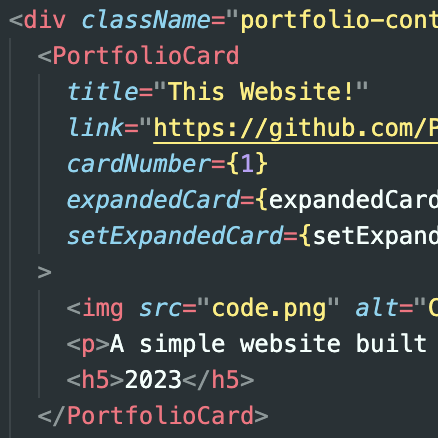 <div className="portfolio-cont
<PortfolioCard
title="This Website!"
link="https://github.com/P
cardNumber={1}
expandedCard={expandedCard
setExpandedCard={setExpand
>
<img src="code.png" alt="C
<p>A simple website built
<h5>2023</h5>
</PortfolioCard>